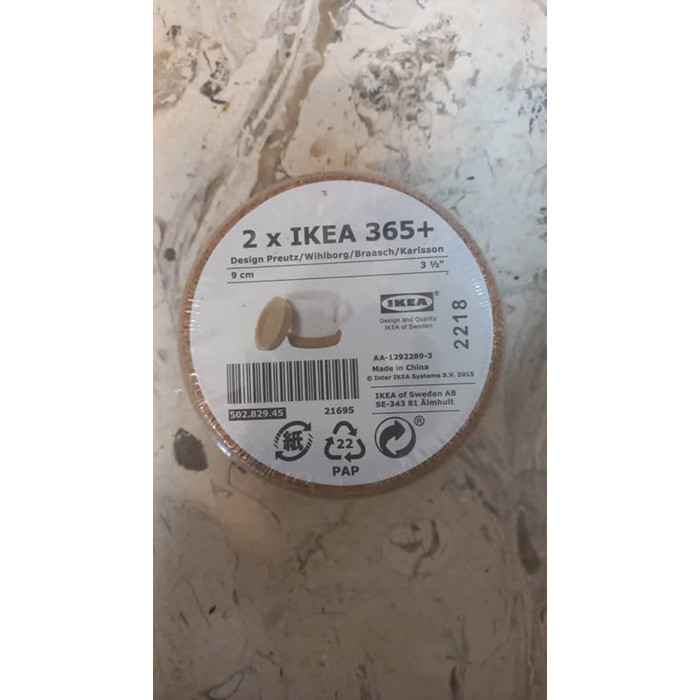 2 x IKEA 365+
Design Preutz/Wihlborg/Braasch/Karlsson
9 cm 3 ½"
IKEA®
Design and Quality
IKEA of Sweden
2218
AA-1292289-3
Made in China
© Inter IKEA Systems B.V. 2015
502.829.45 21695
IKEA of Sweden AB
SE-343 81 Älmhult
紙
22
PAP
®